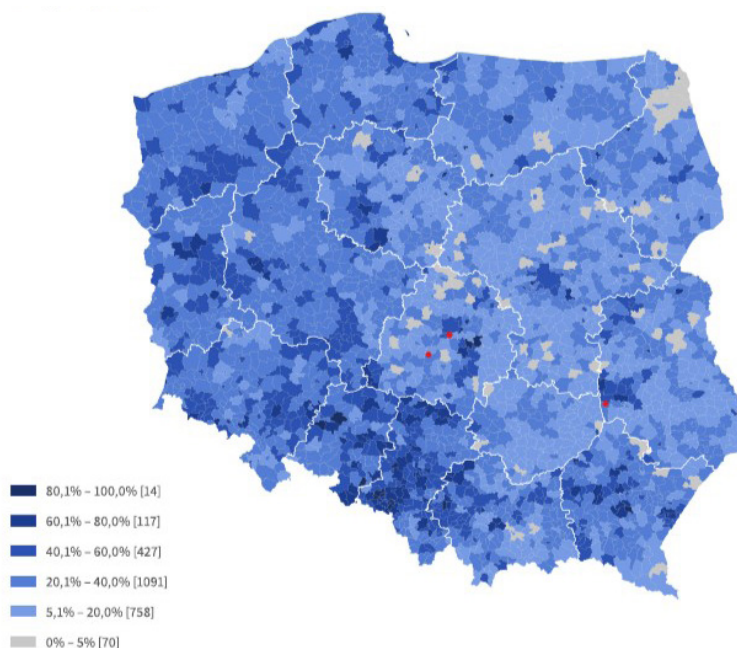 80,1% – 100,0% [14]
60,1% – 80,0% [117]
40,1% – 60,0% [427]
20,1% – 40,0% [1091]
5,1% – 20,0% [758]
0% – 5% [70]